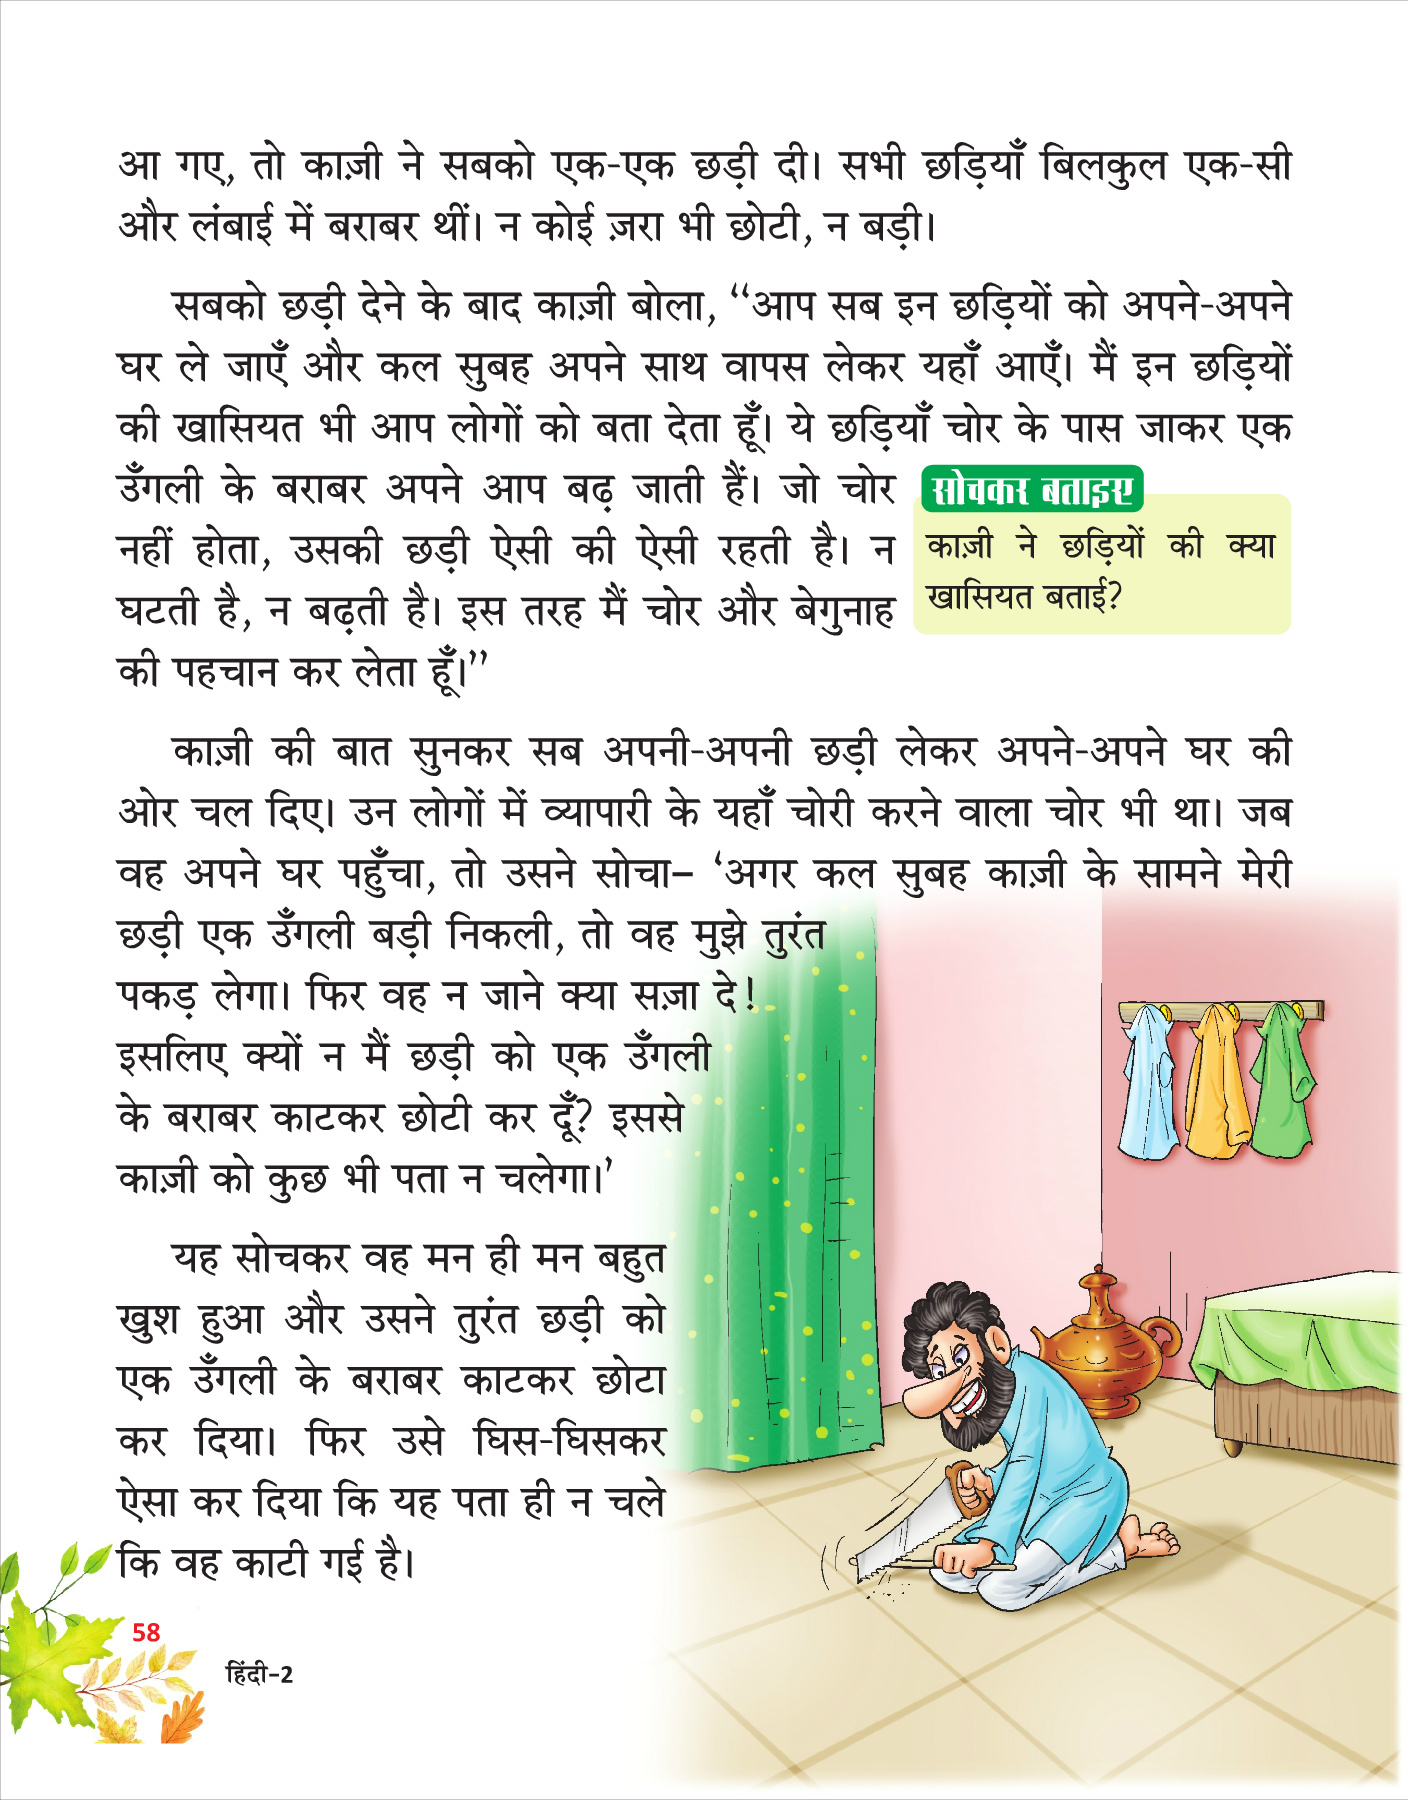 आ गए, तो काज़ी ने सबको एक-एक छड़ी दी। सभी छड़ियाँ बिलकुल एक-सी
और लंबाई में बराबर थीं। न कोई ज़रा भी छोटी, न बड़ी।
सबको छड़ी देने के बाद काज़ी बोला, “आप सब इन छड़ियों को अपने-अपने
घर ले जाएँ और कल सुबह अपने साथ वापस लेकर यहाँ आएँ। मैं इन छड़ियों
की खासियत भी आप लोगों को बता देता हूँ। ये छड़ियाँ चोर के पास जाकर एक
उँगली के बराबर अपने आप बढ़ जाती हैं। जो चोर
नहीं होता, उसकी छड़ी ऐसी की ऐसी रहती है। न
घटती है, न बढ़ती है। इस तरह मैं चोर और बेगुनाह
की पहचान कर लेता हूँ।”
सोचकर बताइए
काज़ी ने छड़ियों की क्या
खासियत बताई?
काज़ी की बात सुनकर सब अपनी-अपनी छड़ी लेकर अपने-अपने घर की
ओर चल दिए। उन लोगों में व्यापारी के यहाँ चोरी करने वाला चोर भी था। जब
वह अपने घर पहुँचा, तो उसने सोचा– ‘अगर कल सुबह काज़ी के सामने मेरी
छड़ी एक उँगली बड़ी निकली, तो वह मुझे तुरंत
पकड़ लेगा। फिर वह न जाने क्या सज़ा दे!
इसलिए क्यों न मैं छड़ी को एक उँगली
के बराबर काटकर छोटी कर दूँ? इससे
काज़ी को कुछ भी पता न चलेगा।’
यह सोचकर वह मन ही मन बहुत
खुश हुआ और उसने तुरंत छड़ी को
एक उँगली के बराबर काटकर छोटा
कर दिया। फिर उसे घिस-घिसकर
ऐसा कर दिया कि यह पता ही न चले
कि वह काटी गई है।
58
हिंदी–2